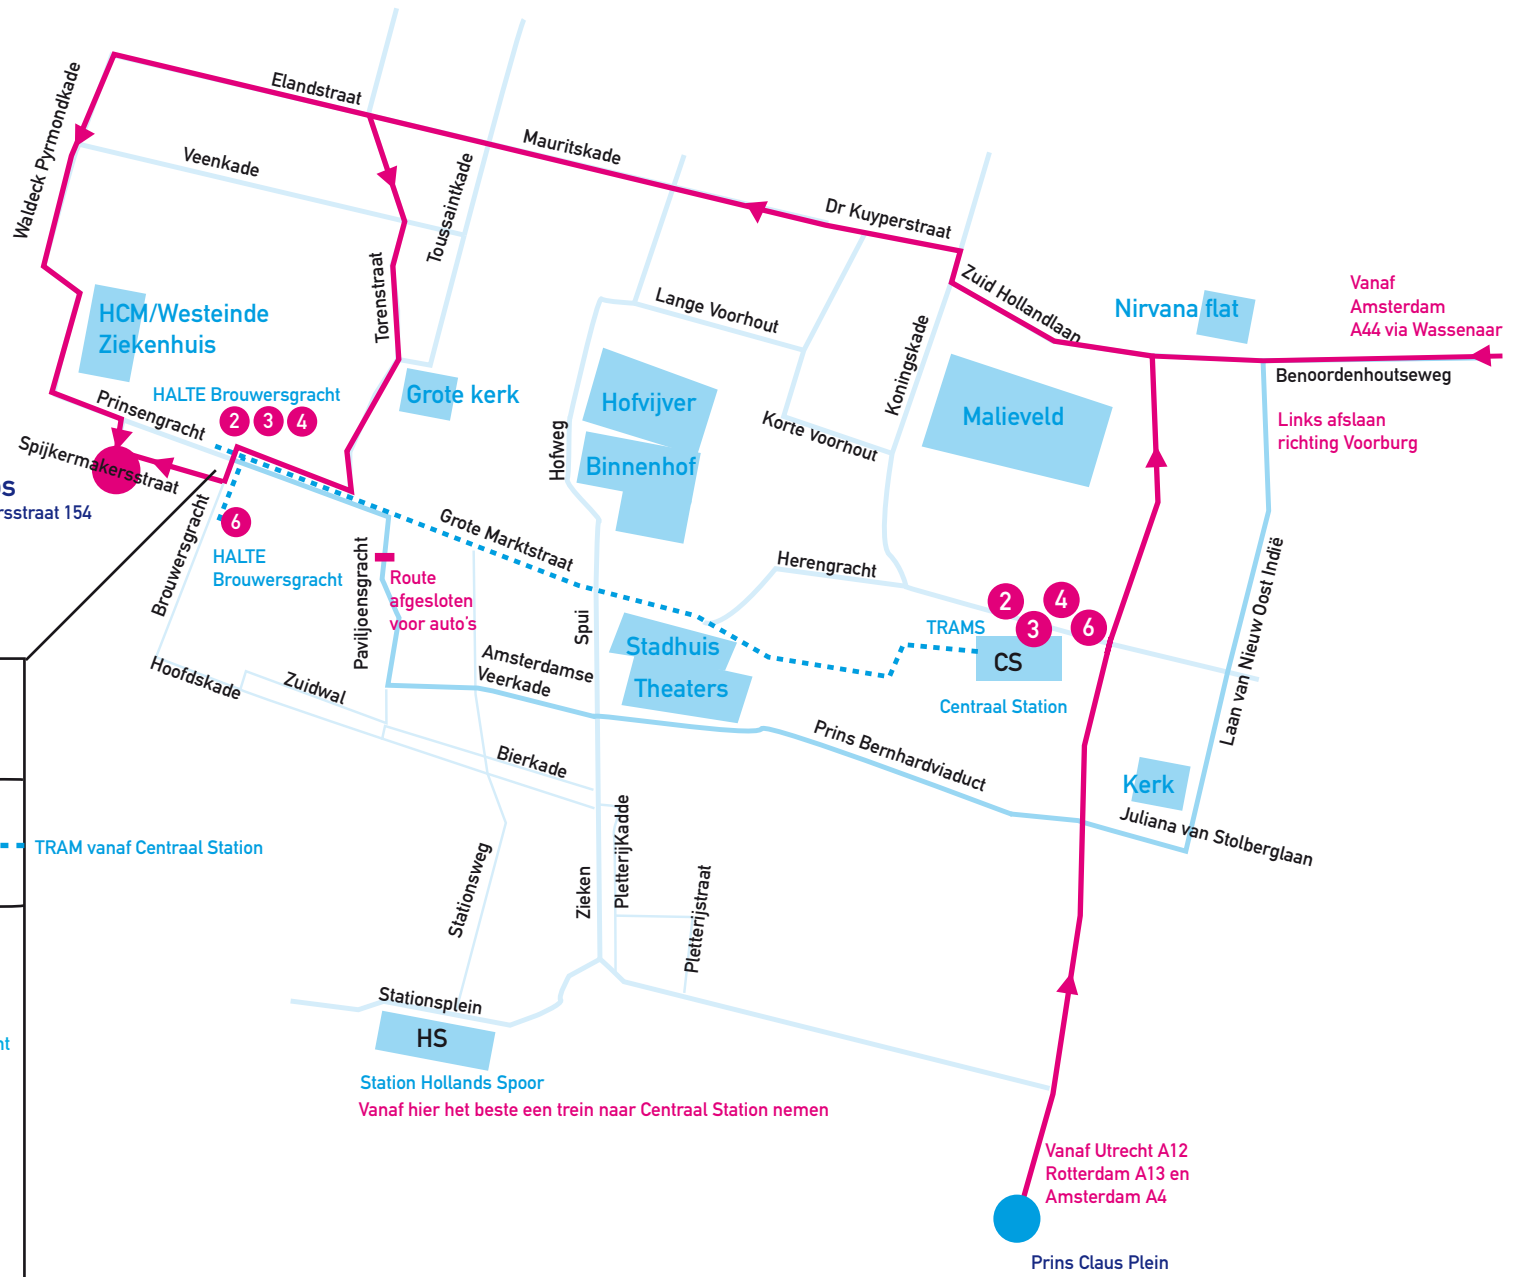 Elandstraat
Waldeck Pyrmondkade
Veenkade
Mauritskade
Toussaintkade
Dr Kuyperstraat
Torenstraat
Zuid Hollandlaan
Vanaf
Amsterdam
A44 via Wassenaar
Nirvana flat
HCM/Westeinde
Ziekenhuis
Lange Voorhout
Koningskade
Benoordenhoutseweg
HALTE Brouwersgracht
2 3 4
Grote kerk
Hofvijver
Malieveld
Links afslaan
richting Voorburg
Prinsengracht
Korte Voorhout
Spijkermakersstraat
Hofweg
Binnenhof
rsstraat 154
6
HALTE
Brouwersgracht
Brouwersgracht
Grote Marktstraat
Paviljoensgracht
Route
afgesloten
voor auto's
Herengracht
Laan van Nieuw Oost Indië
2 4
3 6
TRAMS
CS
Centraal Station
Spui
Stadhuis
Theaters
Amsterdamse
Veerkade
Hoofdskade
Zuidwal
Bierkade
Prins Bernhardviaduct
Kerk
Juliana van Stolberglaan
TRAM vanaf Centraal Station
Stationsweg
Zieken
PletterijKadde
Pletterijstraat
Stationsplein
HS
Station Hollands Spoor
Vanaf hier het beste een trein naar Centraal Station nemen
Vanaf Utrecht A12
Rotterdam A13 en
Amsterdam A4
Prins Claus Plein